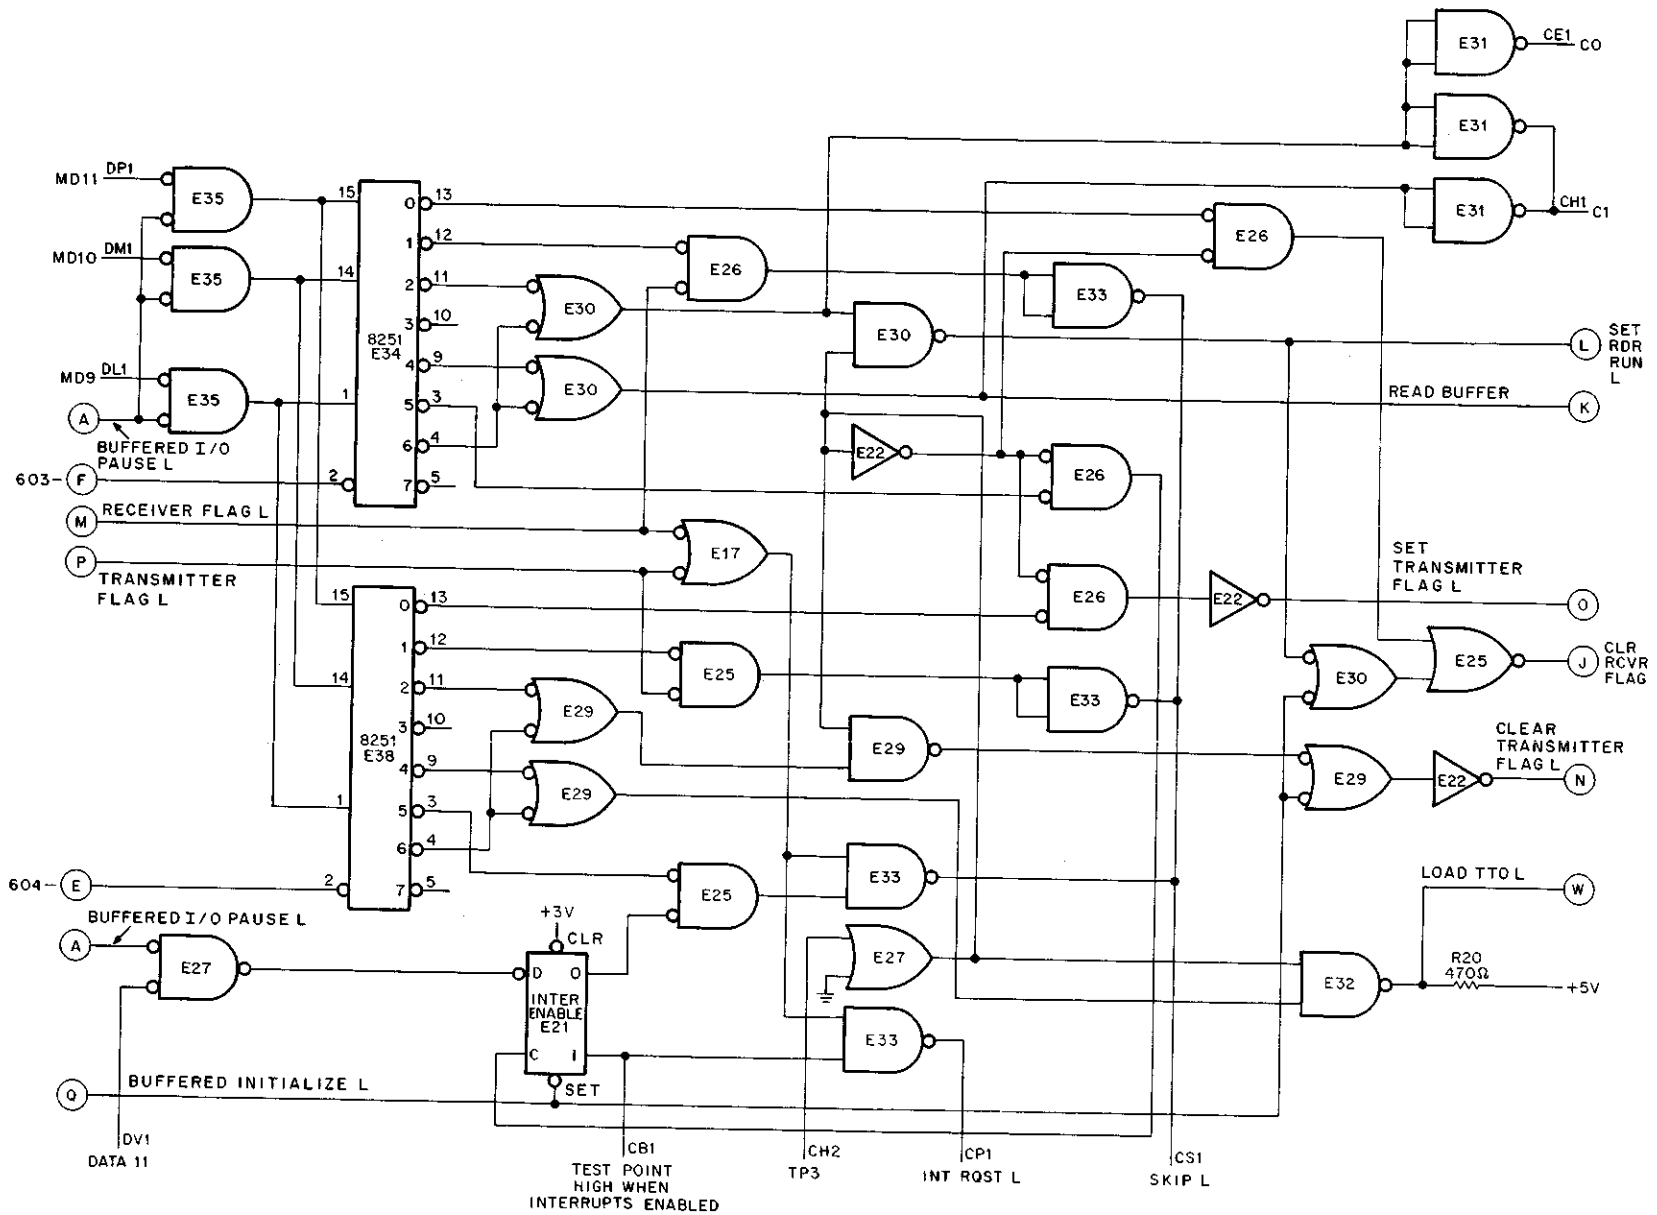 E31
CE1
C0
E31
MD11
DP1
E35
E31
CH1
C1
15
0
13
E26
MD10
DM1
E35
14
1
12
E26
2
11
E30
E33
3
10
8251
E34
E30
SET
RDR
RUN
L
L
4
9
E30
MD9
DL1
E35
1
5
3
READ BUFFER
K
A
BUFFERED I/O
PAUSE L
6
4
E22
E26
603-
F
2
7
5
M
RECEIVER FLAG L
E17
P
TRANSMITTER
FLAG L
SET
TRANSMITTER
FLAG L
15
0
13
E26
E22
O
1
12
E25
E30
E25
J
CLR
RCVR
FLAG
14
2
11
E29
E33
3
10
8251
E38
E29
CLEAR
TRANSMITTER
FLAG L
4
9
E29
E29
E22
N
1
5
3
6
4
E33
604-
E
2
7
5
E25
LOAD TTO L
W
BUFFERED I/O PAUSE L
A
E27
+3V
CLR
D
0
INTER
ENABLE
E21
C
1
SET
E27
E32
R20
470Ω
+5V
E33
Q
BUFFERED INITIALIZE L
DV1
DATA 11
CB1
TEST POINT
HIGH WHEN
INTERRUPTS ENABLED
CH2
TP3
CP1
INT RQST L
CS1
SKIP L